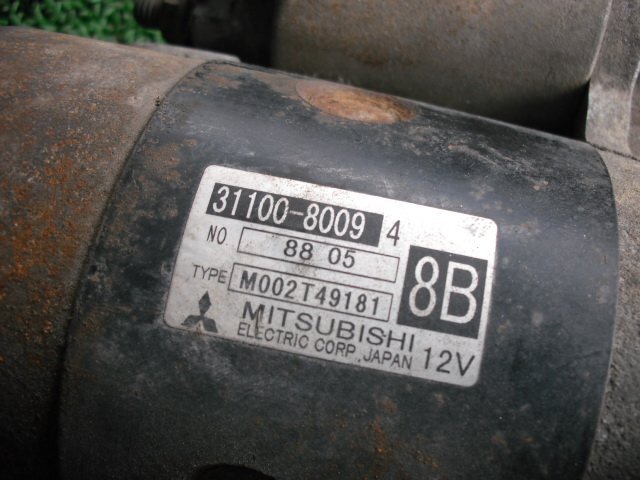 31100-8009 4
NO 88 05 8B
TYPE M002T49181
MITSUBISHI
ELECTRIC CORP. JAPAN 12V